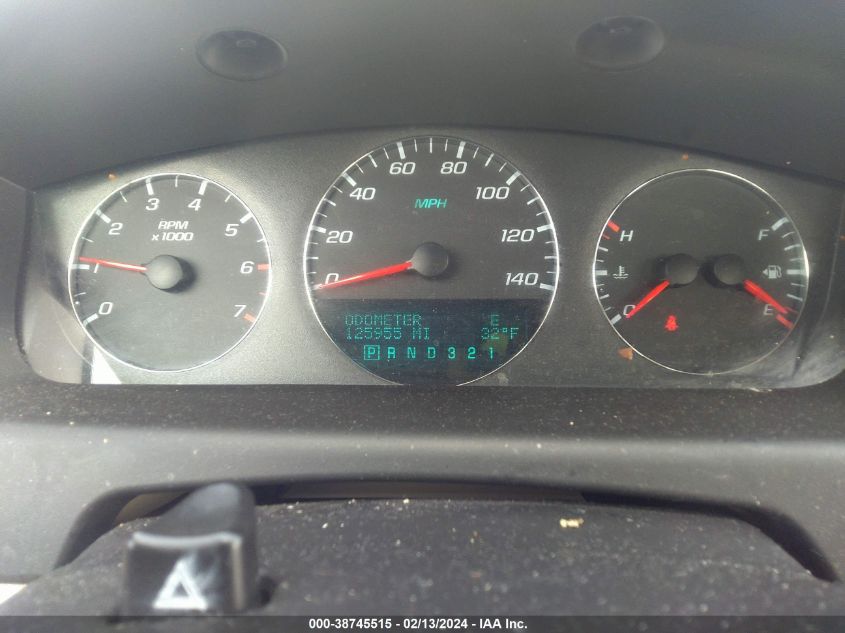 0 1 2 3 4 5 6 7
RPM
x1000
0 20 40 60 80 100 120 140
MPH
H
F
E
ODOMETER E
125955 MI 32°F
P R N D 3 2 1
000-38745515 - 02/13/2024 - IAA Inc.